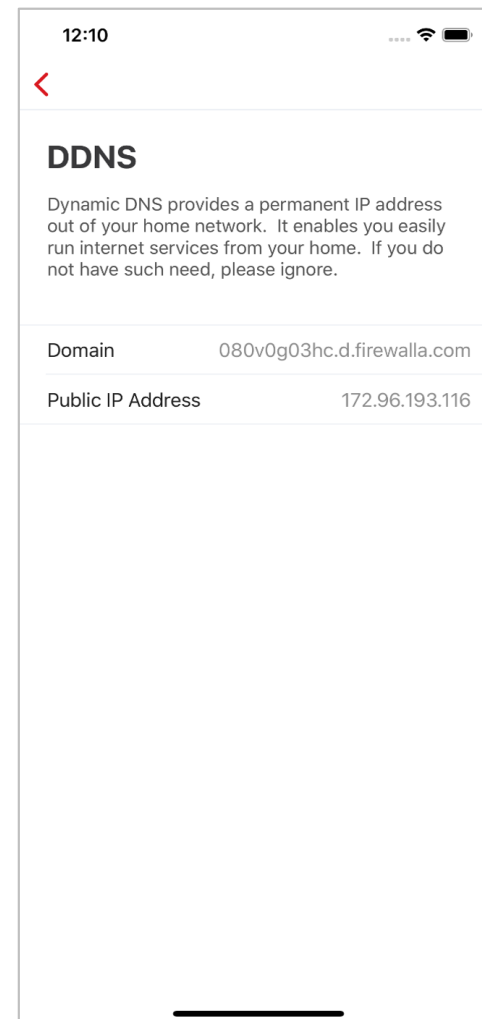 12:10
DDNS
Dynamic DNS provides a permanent IP address
out of your home network.  It enables you easily
run internet services from your home.  If you do
not have such need, please ignore.
Domain 080v0g03hc.d.firewalla.com
Public IP Address 172.96.193.116